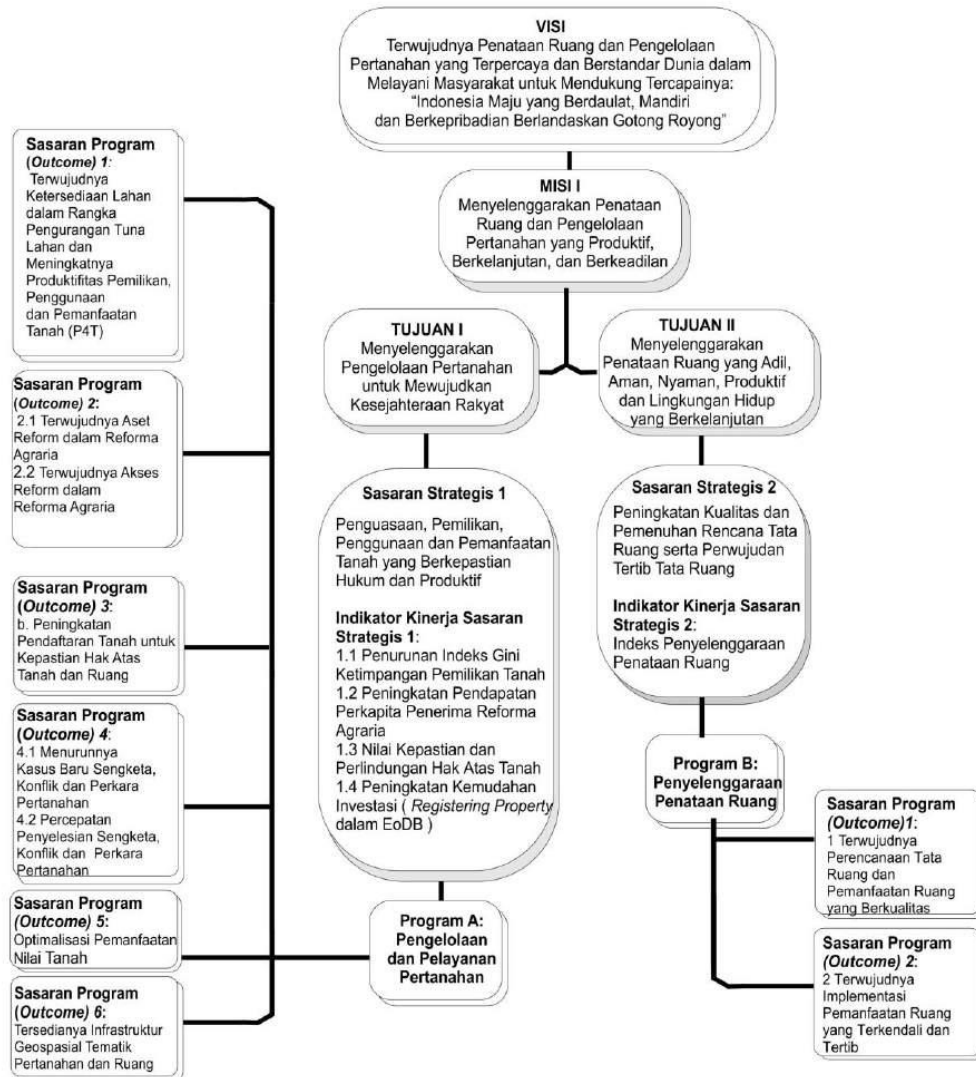 VISI
Terwujudnya Penataan Ruang dan Pengelolaan
Pertanahan yang Terpercaya dan Berstandar Dunia dalam
Melayani Masyarakat untuk Mendukung Tercapainya:
“Indonesia Maju yang Berdaulat, Mandiri
dan Berkepribadian Berlandaskan Gotong Royong”
MISI I
Menyelenggarakan Penataan
Ruang dan Pengelolaan
Pertanahan yang Produktif,
Berkelanjutan, dan Berkeadilan
TUJUAN I
Menyelenggarakan
Pengelolaan Pertanahan
untuk Mewujudkan
Kesejahteraan Rakyat
TUJUAN II
Menyelenggarakan
Penataan Ruang yang Adil,
Aman, Nyaman, Produktif
dan Lingkungan Hidup
yang Berkelanjutan
Sasaran Strategis 1
Penguasaan, Pemilikan,
Penggunaan dan Pemanfaatan
Tanah yang Berkepastian
Hukum dan Produktif
Indikator Kinerja Sasaran
Strategis 1:
1.1 Penurunan Indeks Gini
Ketimpangan Pemilikan Tanah
1.2 Peningkatan Pendapatan
Perkapita Penerima Reforma
Agraria
1.3 Nilai Kepastian dan
Perlindungan Hak Atas Tanah
1.4 Peningkatan Kemudahan
Investasi ( Registering Property
dalam EoDB )
Sasaran Strategis 2
Peningkatan Kualitas dan
Pemenuhan Rencana Tata
Ruang serta Perwujudan
Tertib Tata Ruang
Indikator Kinerja Sasaran
Strategis 2:
Indeks Penyelenggaraan
Penataan Ruang
Program A:
Pengelolaan
dan Pelayanan
Pertanahan
Program B:
Penyelenggaraan
Penataan Ruang
Sasaran Program
(Outcome) 1:
Terwujudnya
Ketersediaan Lahan
dalam Rangka
Pengurangan Tuna
Lahan dan
Meningkatnya
Produktifitas Pemilikan,
Penggunaan
dan Pemanfaatan
Tanah (P4T)
Sasaran Program
(Outcome) 2:
2.1 Terwujudnya Aset
Reform dalam Reforma
Agraria
2.2 Terwujudnya Akses
Reform dalam
Reforma Agraria
Sasaran Program
(Outcome) 3:
b. Peningkatan
Pendaftaran Tanah untuk
Kepastian Hak Atas
Tanah dan Ruang
Sasaran Program
(Outcome) 4:
4.1 Menurunnya
Kasus Baru Sengketa,
Konflik dan Perkara
Pertanahan
4.2 Percepatan
Penyelesian Sengketa,
Konflik dan Perkara
Pertanahan
Sasaran Program
(Outcome) 5:
Optimalisasi Pemanfaatan
Nilai Tanah
Sasaran Program
(Outcome) 6:
Tersedianya Infrastruktur
Geospasial Tematik
Pertanahan dan Ruang
Sasaran Program
(Outcome)1:
1 Terwujudnya
Perencanaan Tata
Ruang dan
Pemanfaatan Ruang
yang Berkualitas
Sasaran Program
(Outcome) 2:
2 Terwujudnya
Implementasi
Pemanfaatan Ruang
yang Terkendali dan
Tertib